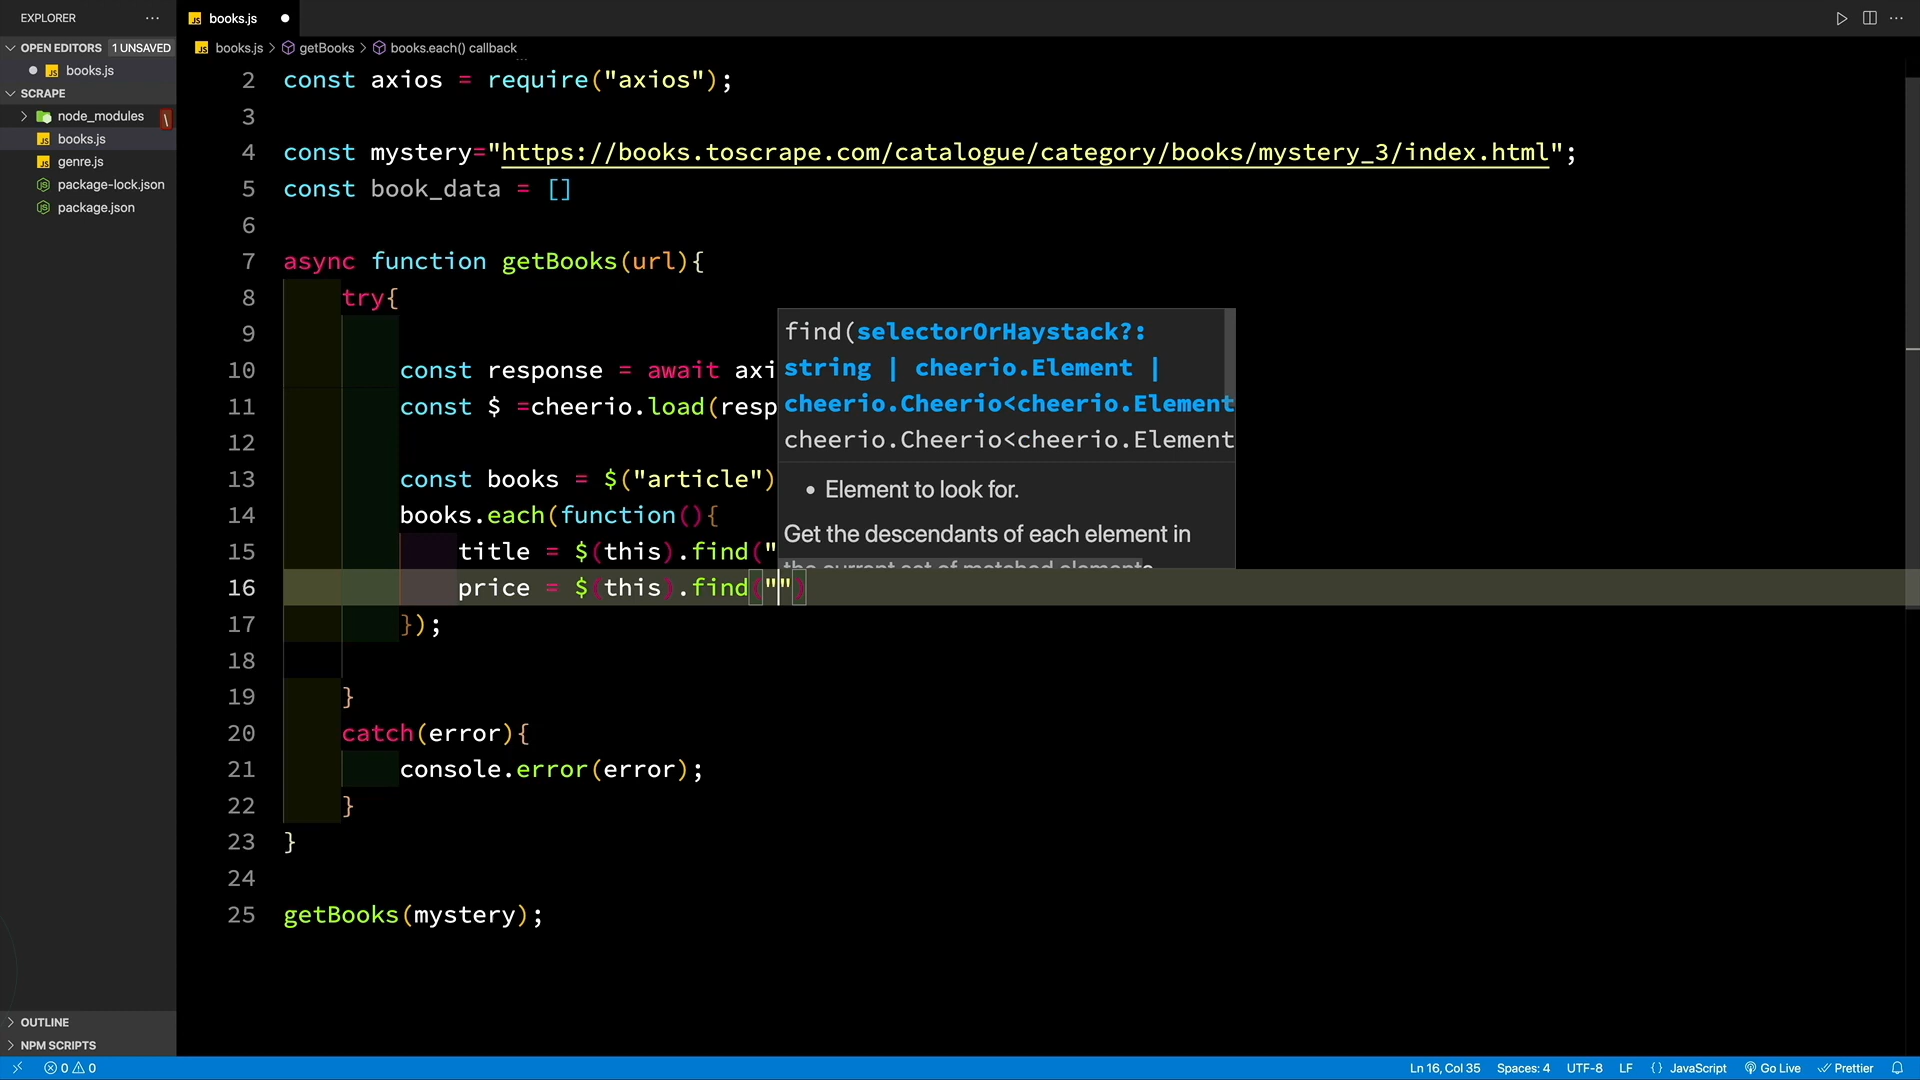 EXPLORER
books.js
OPEN EDITORS 1 UNSAVED
books.js
SCRAPE
node_modules
books.js
genre.js
package-lock.json
package.json
OUTLINE
NPM SCRIPTS
books.js > getBooks > books.each() callback
2 const axios = require("axios");
3
4 const mystery="https://books.toscrape.com/catalogue/category/books/mystery_3/index.html";
5 const book_data = []
6
7 async function getBooks(url){
8 try{
9
10 const response = await axi
11 const $ =cheerio.load(resp
12
13 const books = $("article")
14 books.each(function(){
15 title = $(this).find("
16 price = $(this).find("")
17 });
18
19 }
20 catch(error){
21 console.error(error);
22 }
23 }
24
25 getBooks(mystery);
find(selectorOrHaystack?:
string | cheerio.Element |
cheerio.Cheerio<cheerio.Element
cheerio.Cheerio<cheerio.Element
• Element to look for.
Get the descendants of each element in
the current set of matched elements
0 0
Ln 16, Col 35 Spaces: 4 UTF-8 LF {} JavaScript Go Live Prettier